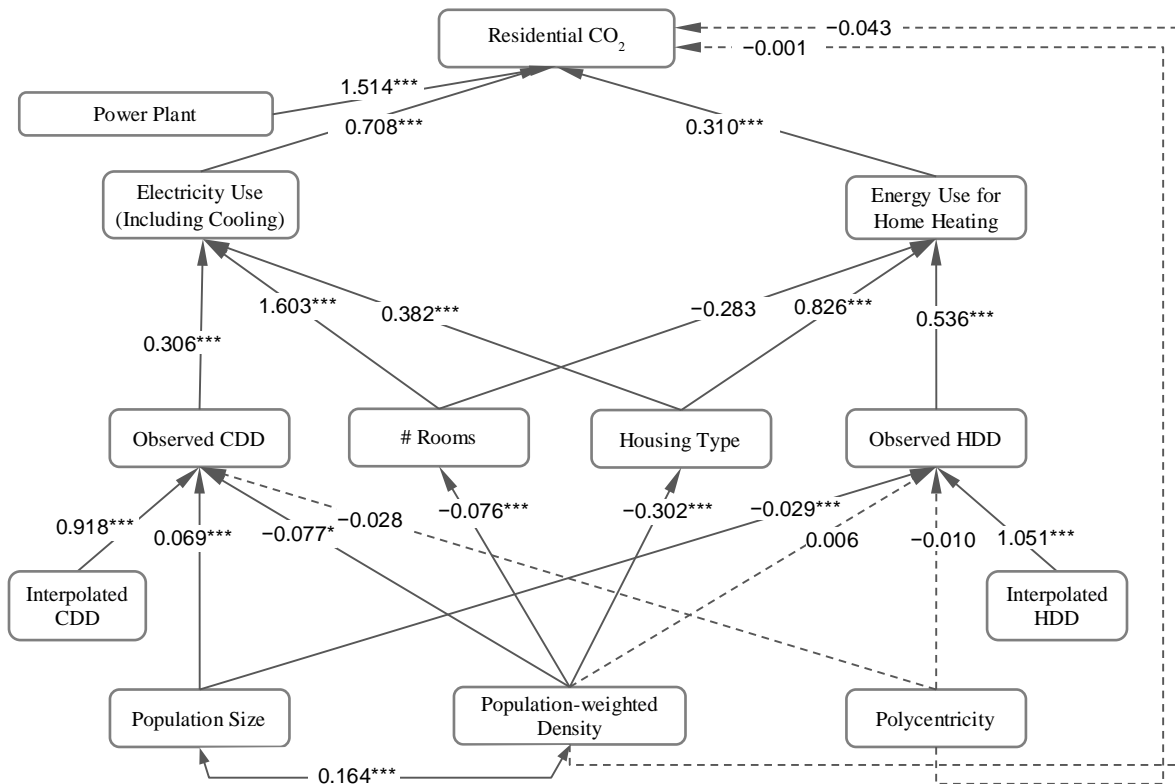 −0.043
Residential CO₂
−0.001
1.514***
Power Plant
0.708***
0.310***
Electricity Use
(Including Cooling)
Energy Use for
Home Heating
1.603***
0.382***
−0.283
0.826***
0.536***
0.306***
Observed CDD
# Rooms
Housing Type
Observed HDD
0.918***
0.069***
−0.077*
−0.028
−0.076***
−0.302***
−0.029***
0.006
−0.010
1.051***
Interpolated
CDD
Interpolated
HDD
Population Size
Population-weighted
Density
Polycentricity
0.164***